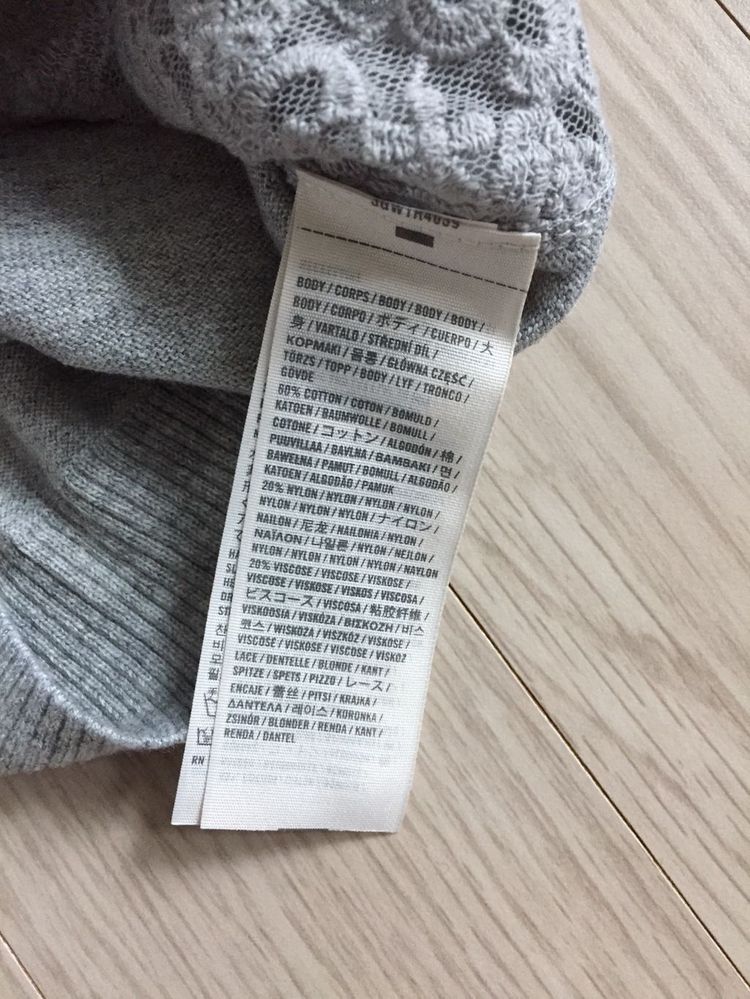 BODY / CORPS / BODY / BODY / BODY /
BODY / CORPO / ボディ / CUERPO / 大
身 / VARTALO / STŘEDNÍ DÍL /
ΚΟΡΜΑΚΙ / 몸통 / GŁÓWNA CZĘŚĆ /
TÖRZS / TOPP / BODY / LYF / TRONCO /
GÖVDE
60% COTTON / COTON / BOMULD /
KATOEN / BAUMWOLLE / BOMULL /
COTONE / コットン / ALGODÓN / 棉 /
PUUVILLAA / BAVLNA / ΒΑΜΒΑΚΙ / 면 /
BAWEŁNA / PAMUT / BOMULL / ALGODÃO /
KATOEN / ALGODÃO / PAMUK
20% NYLON / NYLON / NYLON / NYLON /
NYLON / NYLON / NYLON / ナイロン /
NAILON / 尼龙 / NAILONIA / NYLON /
ΝΑΪΛΟΝ / 나일론 / NYLON / NEJLON /
NYLON / NYLON / NYLON / NYLON / NAYLON
20% VISCOSE / VISCOSE / VISKOSE /
VISCOSE / VISKOSE / VISKOS / VISCOSA /
ビスコース / VISCOSA / 粘胶纤维 /
VISKOOSIA / VISKÓZA / ΒΙΣΚΟΖΗ / 비스
코스 / WISKOZA / VISZKÓZ / VISKOSE /
VISCOSE / VISKOSE / VISCOSE / VISKOZ
LACE / DENTELLE / BLONDE / KANT /
SPITZE / SPETS / PIZZO / レース /
ENCAJE / 蕾丝 / PITSI / KRAJKA /
ΔΑΝΤΕΛΑ / 레이스 / KORONKA /
ZSINÓR / BLONDER / RENDA / KANT /
RENDA / DANTEL
RN